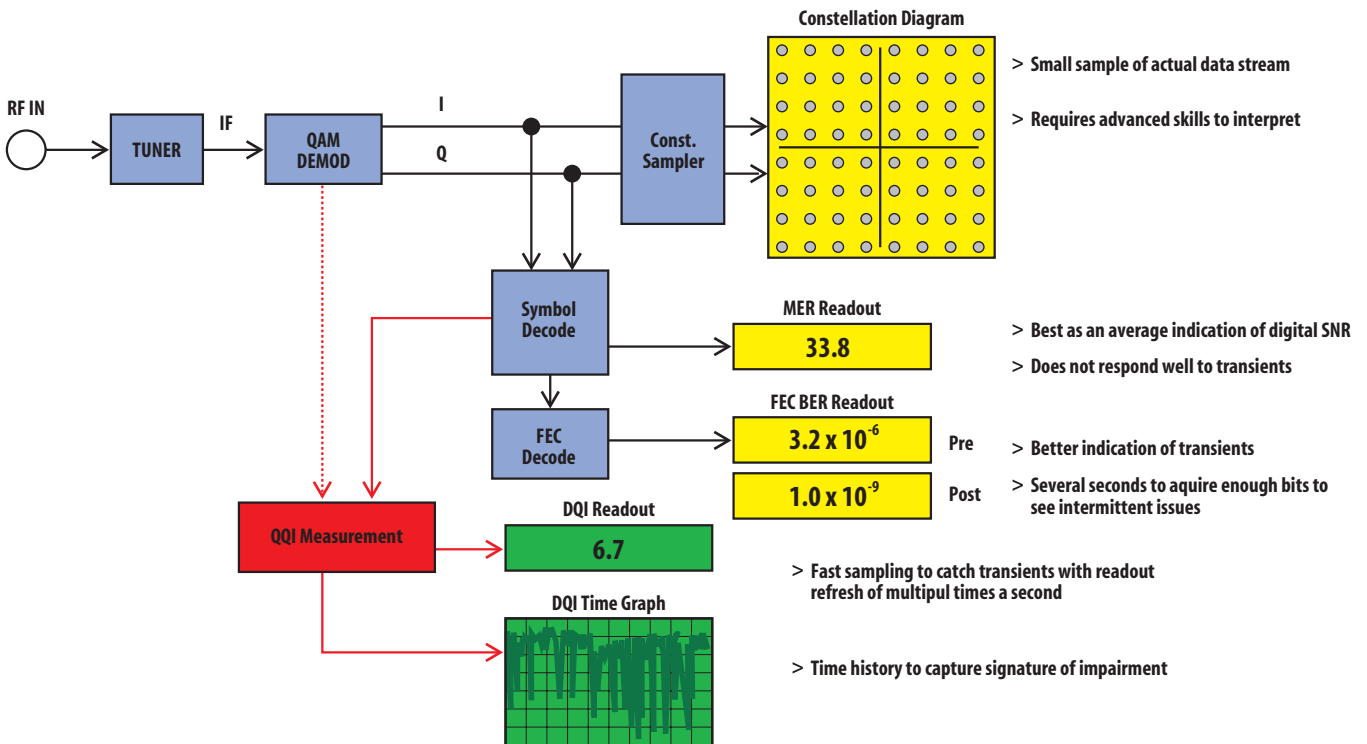 Constellation Diagram
> Small sample of actual data stream
> Requires advanced skills to interpret
RF IN
TUNER
IF
QAM
DEMOD
I
Q
Const.
Sampler
Symbol
Decode
MER Readout
33.8
> Best as an average indication of digital SNR
> Does not respond well to transients
FEC
Decode
FEC BER Readout
3.2 x 10⁻⁶
Pre
> Better indication of transients
1.0 x 10⁻⁹
Post
> Several seconds to aquire enough bits to
see intermittent issues
QQI Measurement
DQI Readout
6.7
> Fast sampling to catch transients with readout
refresh of multipul times a second
DQI Time Graph
> Time history to capture signature of impairment